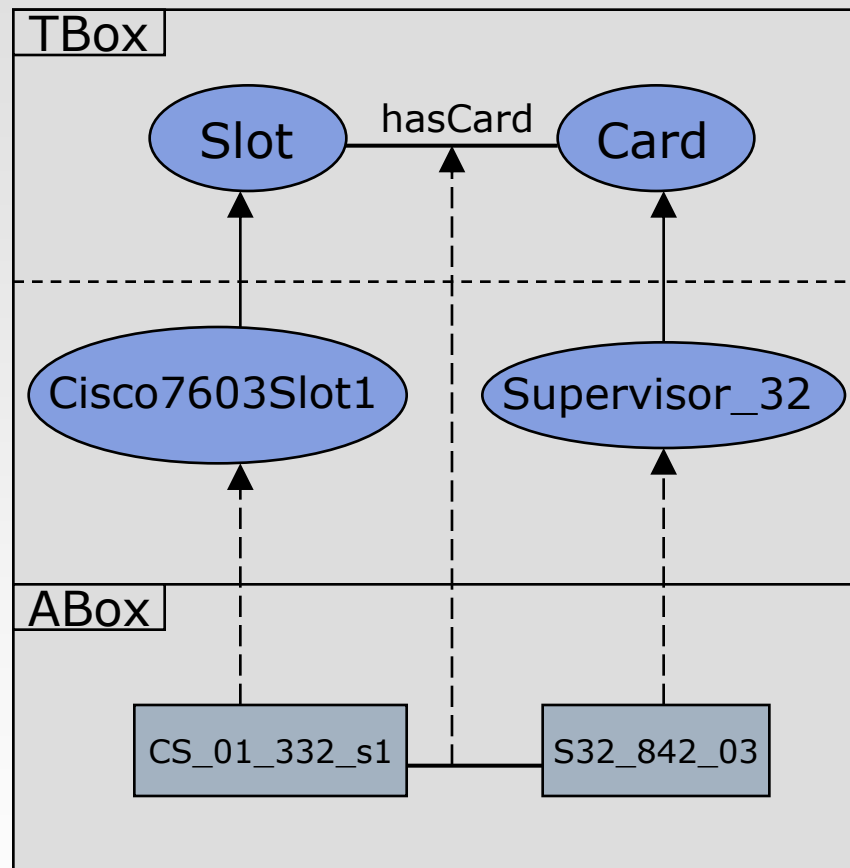 TBox
Slot
hasCard
Card
Cisco7603Slot1
Supervisor_32
ABox
CS_01_332_s1
S32_842_03